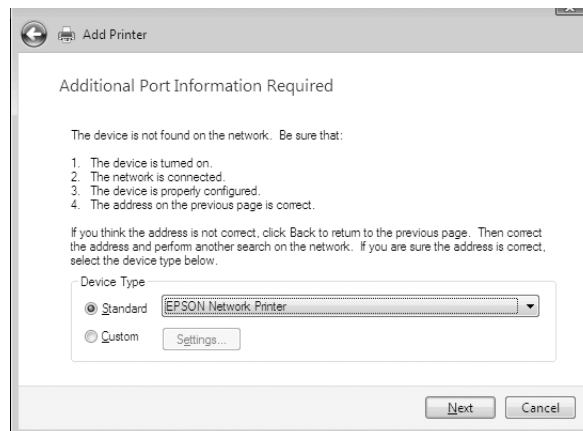 Add Printer
Additional Port Information Required
The device is not found on the network. Be sure that:
1. The device is turned on.
2. The network is connected.
3. The device is properly configured.
4. The address on the previous page is correct.
If you think the address is not correct, click Back to return to the previous page. Then correct
the address and perform another search on the network. If you are sure the address is correct,
select the device type below.
Device Type
Standard
EPSON Network Printer
Custom
Settings...
Next
Cancel